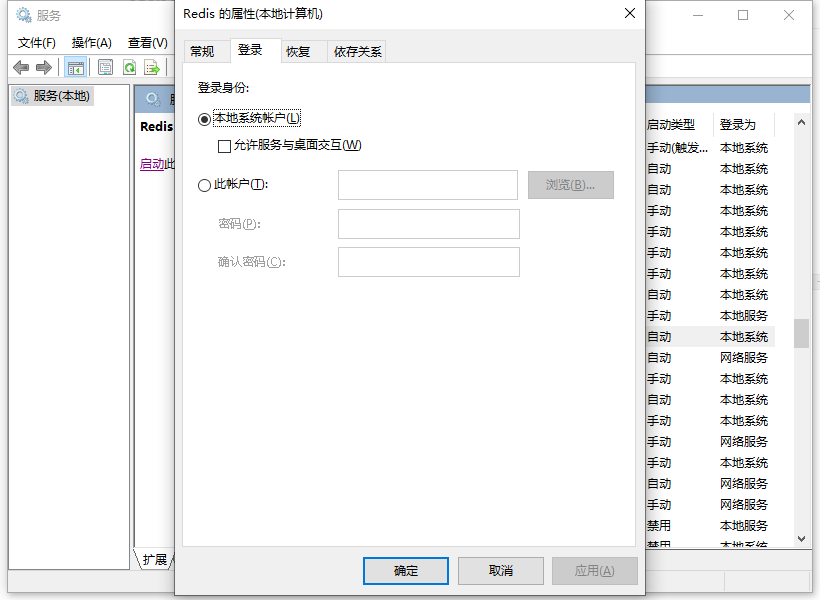 服务
Redis 的属性(本地计算机)
文件(F) 操作(A) 查看(V)
常规 登录 恢复 依存关系
服务(本地)
Redis
启动此
登录身份:
本地系统帐户(L)
允许服务与桌面交互(W)
此帐户(T):
浏览(B)...
密码(P):
确认密码(C):
启动类型 登录为
手动(触发... 本地系统
自动 本地系统
自动 本地系统
手动 本地系统
手动 本地系统
手动 本地系统
手动 本地系统
自动 本地系统
手动 本地服务
自动 本地系统
自动 网络服务
手动 本地系统
自动 本地系统
手动 本地系统
手动 网络服务
手动 本地系统
自动 网络服务
手动 网络服务
禁用 本地服务
禁用 本地系统
扩展
确定 取消 应用(A)